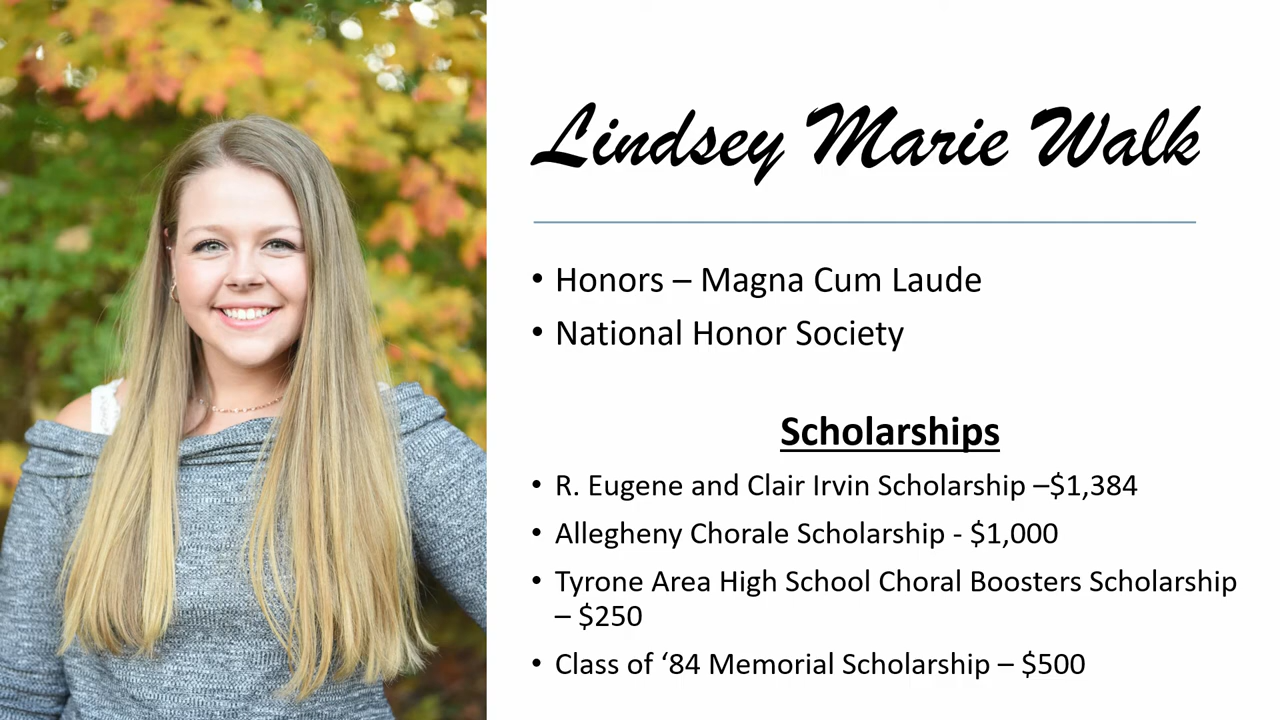 Lindsey Marie Walk
• Honors – Magna Cum Laude
• National Honor Society
Scholarships
• R. Eugene and Clair Irvin Scholarship –$1,384
• Allegheny Chorale Scholarship - $1,000
• Tyrone Area High School Choral Boosters Scholarship
– $250
• Class of ‘84 Memorial Scholarship – $500